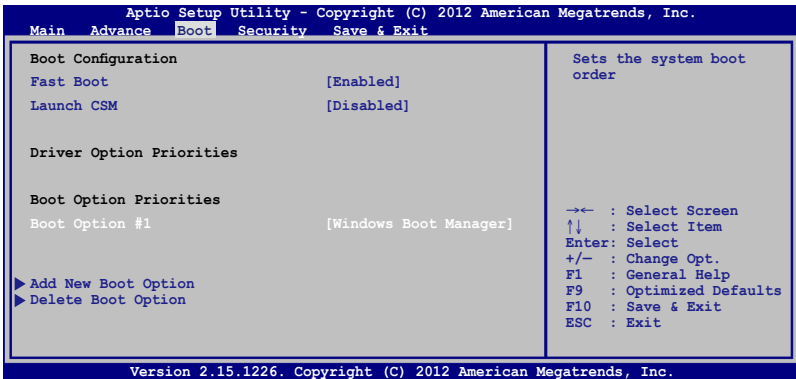 Aptio Setup Utility - Copyright (C) 2012 American Megatrends, Inc.
Main Advance Boot Security Save & Exit
Boot Configuration
Fast Boot [Enabled]
Launch CSM [Disabled]
Driver Option Priorities
Boot Option Priorities
Boot Option #1 [Windows Boot Manager]
Add New Boot Option
Delete Boot Option
Sets the system boot
order
→← : Select Screen
↑↓ : Select Item
Enter: Select
+/— : Change Opt.
F1 : General Help
F9 : Optimized Defaults
F10 : Save & Exit
ESC : Exit
Version 2.15.1226. Copyright (C) 2012 American Megatrends, Inc.